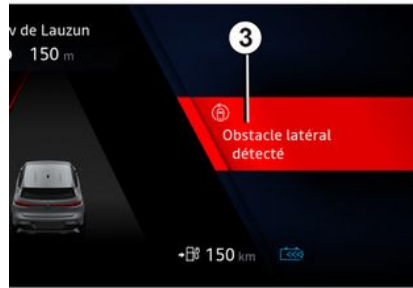 v de Lauzun
150 m
3
Obstacle latéral
détecté
150 km